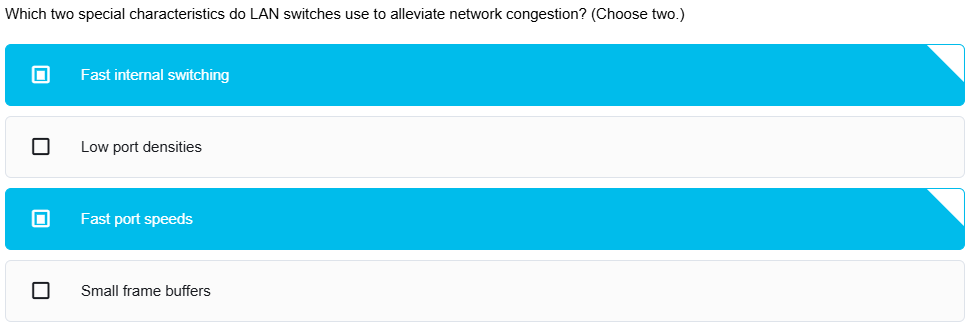 Which two special characteristics do LAN switches use to alleviate network congestion? (Choose two.)
Fast internal switching
Low port densities
Fast port speeds
Small frame buffers